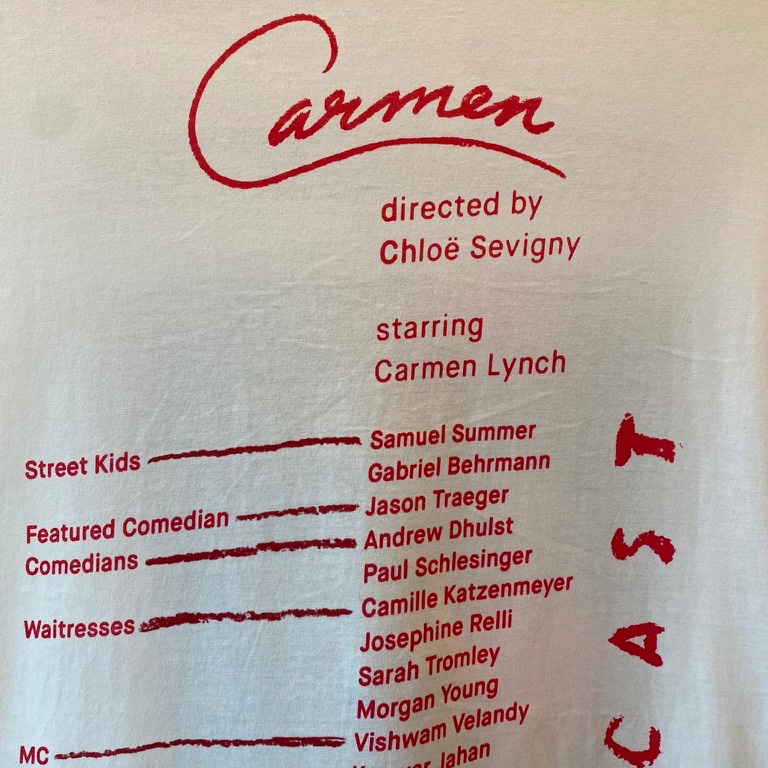 Carmen
directed by
Chloë Sevigny
starring
Carmen Lynch
CAST
Street Kids Samuel Summer
Gabriel Behrmann
Featured Comedian Jason Traeger
Comedians Andrew Dhulst
Paul Schlesinger
Waitresses Camille Katzenmeyer
Josephine Relli
Sarah Tromley
Morgan Young
MC Vishwam Velandy
Jahan